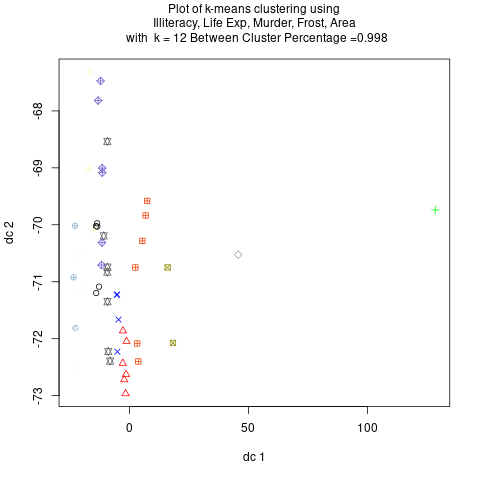 Plot of k-means clustering using
Illiteracy, Life Exp, Murder, Frost, Area
with k = 12 Between Cluster Percentage =0.998
-68
-69
-70
-71
-72
-73
dc 2
0
50
100
dc 1